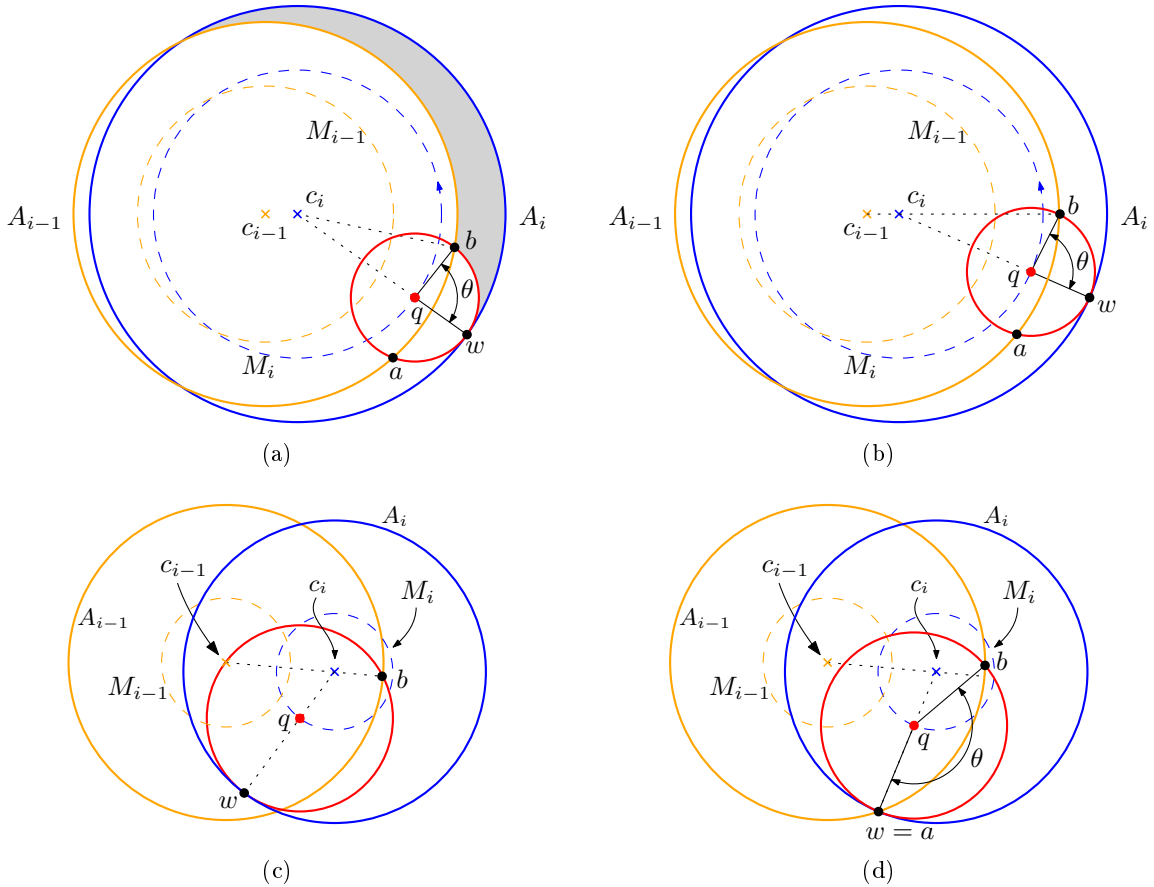 M_{i−1}
c_i
A_{i−1}
c_{i−1}
A_i
b
θ
q
w
M_i
a
(a)
M_{i−1}
c_i
A_{i−1}
c_{i−1}
b
A_i
θ
q
w
a
M_i
(b)
A_i
c_{i−1}
c_i
M_i
A_{i−1}
M_{i−1}
b
q
w
(c)
A_i
c_{i−1}
c_i
M_i
A_{i−1}
b
M_{i−1}
q
θ
w = a
(d)